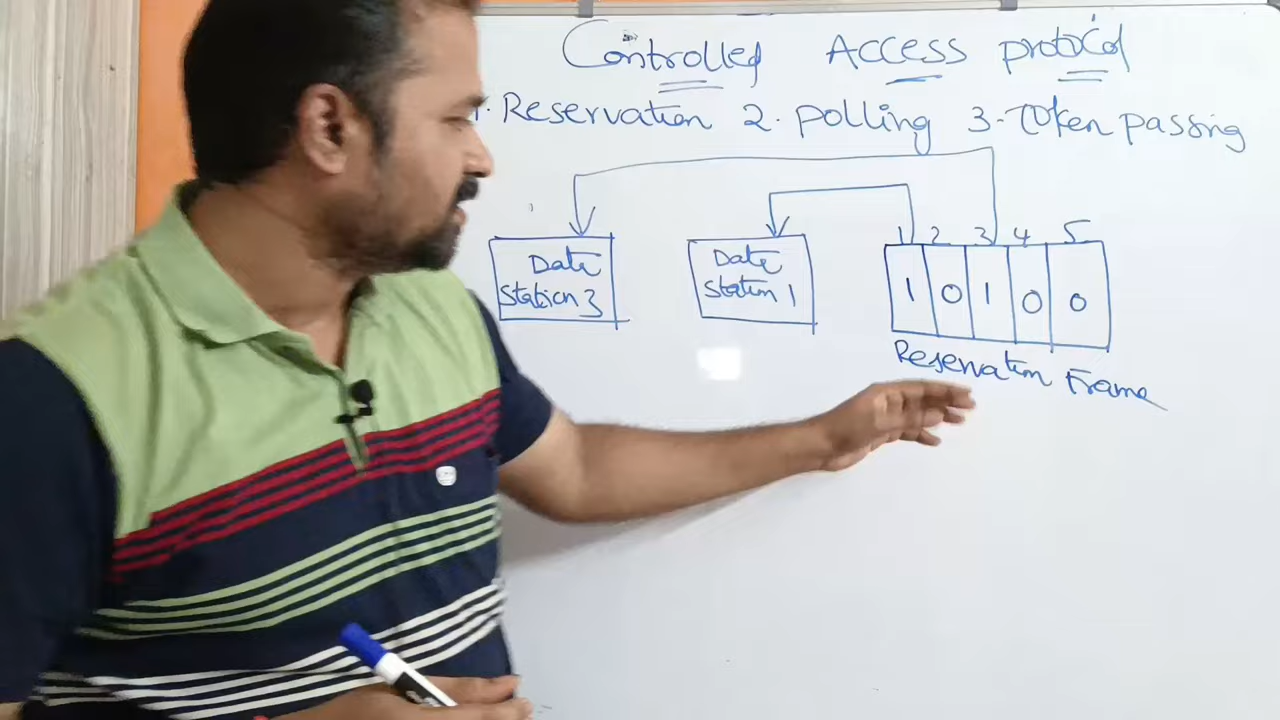 Controlled Access protocol
1. Reservation 2. polling 3. Token passing
1 2 3 4 5
Data Station 3
Data Station 1
1 0 1 0 0
Reservation Frame